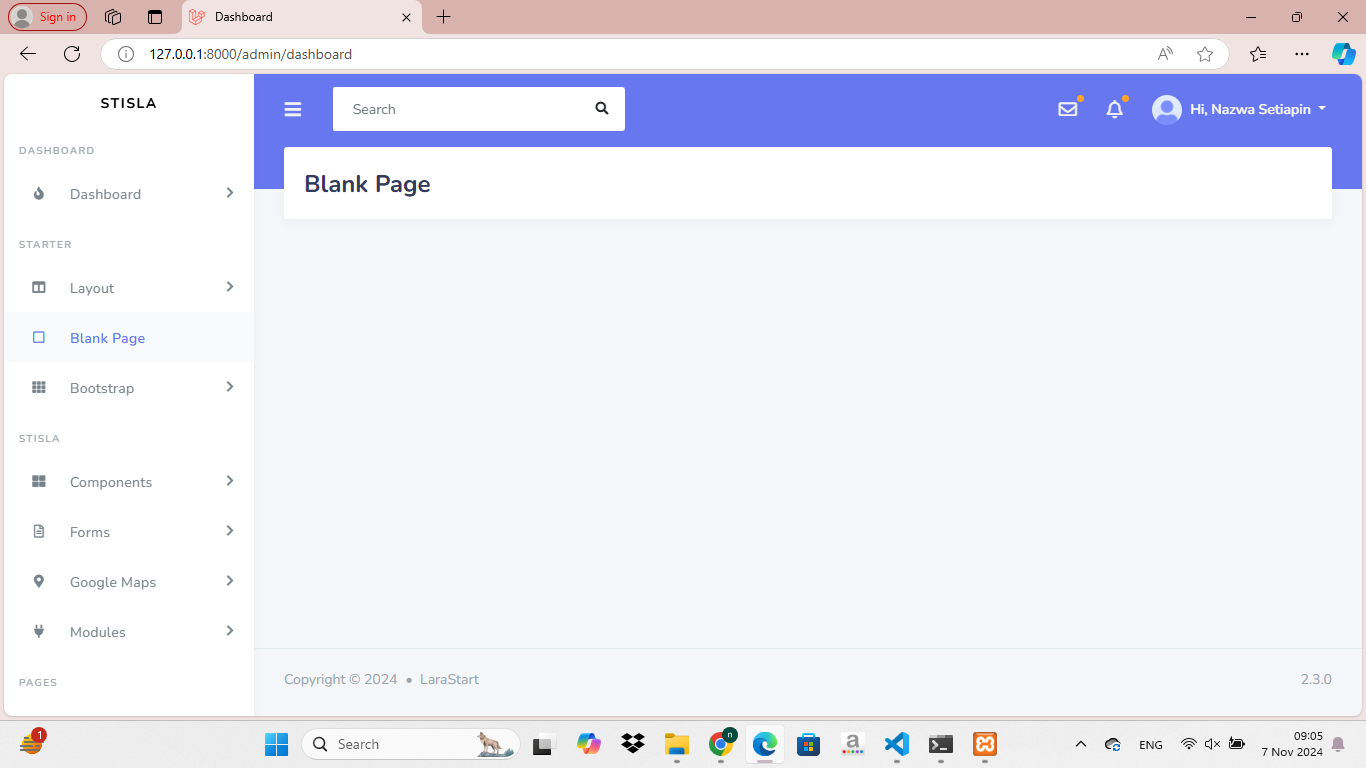 Sign in
Dashboard
127.0.0.1:8000/admin/dashboard
STISLA
Search
Hi, Nazwa Setiapin
DASHBOARD
Dashboard
Blank Page
STARTER
Layout
Blank Page
Bootstrap
STISLA
Components
Forms
Google Maps
Modules
PAGES
Copyright © 2024 • LaraStart
2.3.0
1
Search
n
a
ENG
09:05
7 Nov 2024